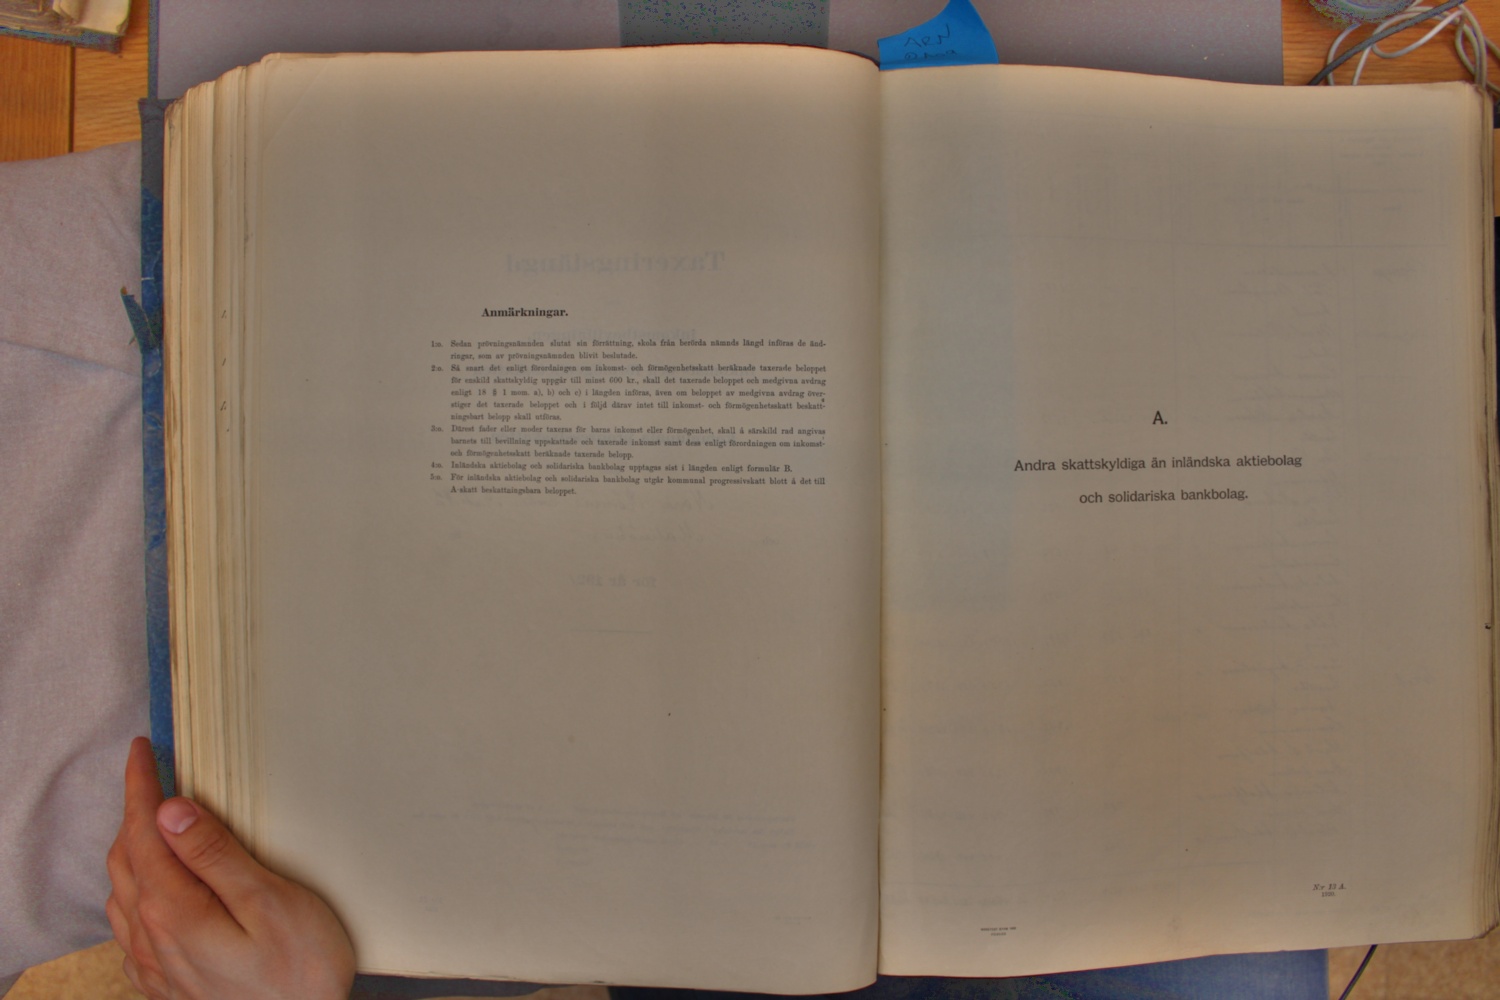 Anmärkningar.
1:o. Sedan prövningsnämnden slutat sin förrättning, skola från berörda nämnds längd införas de änd-
ringar, som av prövningsnämnden blivit beslutade.
2:o. Så snart det enligt förordningen om inkomst- och förmögenhetsskatt beräknade taxerade beloppet
för enskild skattskyldig uppgår till minst 600 kr., skall det taxerade beloppet och medgivna avdrag
enligt 18 § 1 mom. a), b) och c) i längden införas, även om beloppet av medgivna avdrag över-
stiger det taxerade beloppet och i följd därav intet till inkomst- och förmögenhetsskatt beskatt-
ningsbart belopp skall utföras.
3:o. Därest fader eller moder taxeras för barns inkomst eller förmögenhet, skall å särskild rad angivas
barnets till bevillning uppskattade och taxerade inkomst samt dess enligt förordningen om inkomst-
och förmögenhetsskatt beräknade taxerade belopp.
4:o. Inländska aktiebolag och solidariska bankbolag upptagas sist i längden enligt formulär B.
5:o. För inländska aktiebolag och solidariska bankbolag utgår kommunal progressivskatt blott å det till
A-skatt beskattningsbara beloppet.
A.
Andra skattskyldiga än inländska aktiebolag
och solidariska bankbolag.
N:r 13 A.